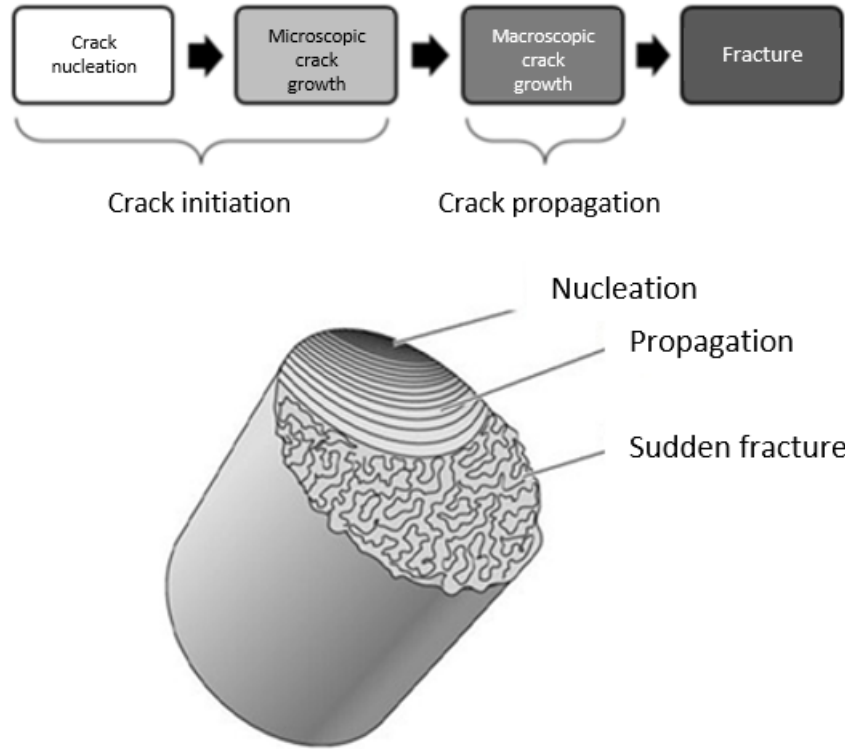 Crack
nucleation
Microscopic
crack
growth
Macroscopic
crack
growth
Fracture
Crack initiation
Crack propagation
Nucleation
Propagation
Sudden fracture